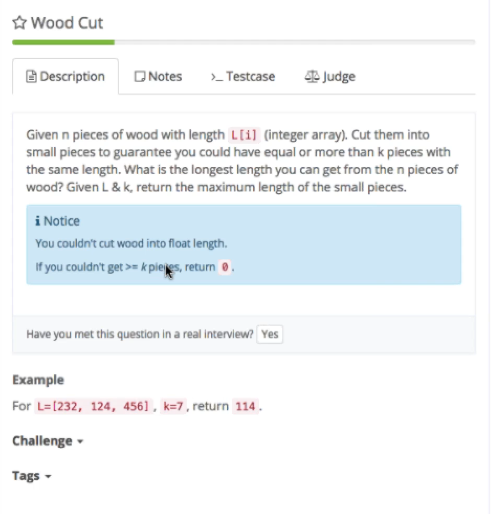 Wood Cut
Description Notes >_ Testcase Judge
Given n pieces of wood with length L[i] (integer array). Cut them into
small pieces to guarantee you could have equal or more than k pieces with
the same length. What is the longest length you can get from the n pieces of
wood? Given L & k, return the maximum length of the small pieces.
i Notice
You couldn't cut wood into float length.
If you couldn't get >= k pieces, return 0 .
Have you met this question in a real interview? Yes
Example
For L=[232, 124, 456] , k=7 , return 114 .
Challenge
Tags